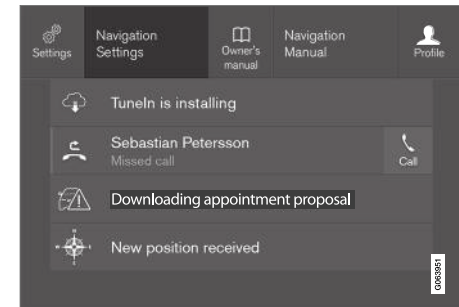 Settings
Navigation
Settings
Owner's
manual
Navigation
Manual
Profile
TuneIn is installing
Sebastian Petersson
Missed call
Call
Downloading appointment proposal
New position received
G063951